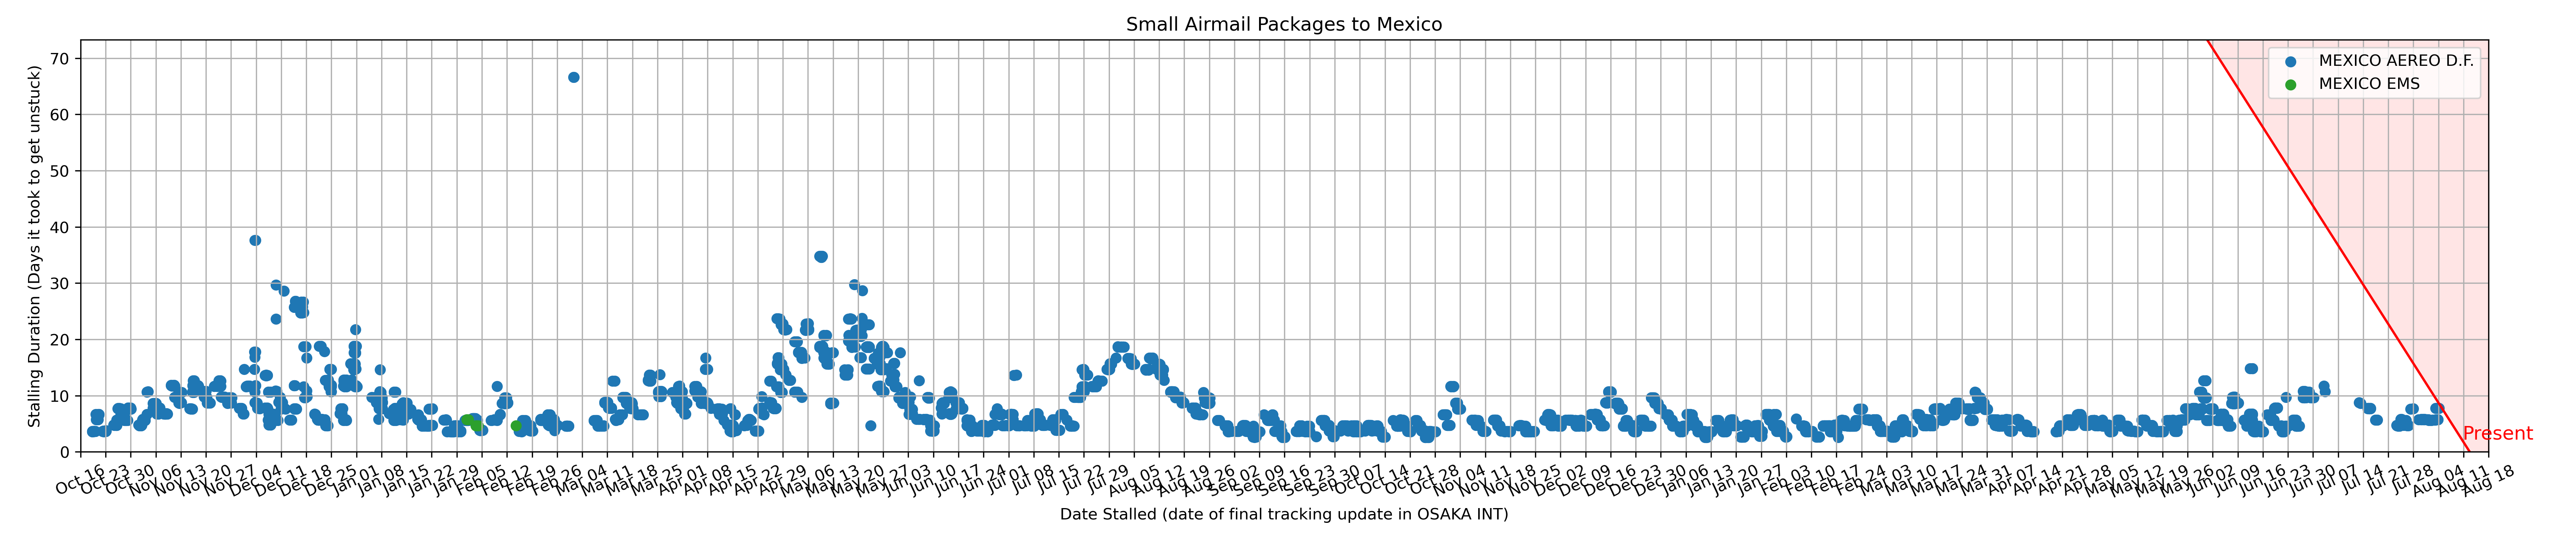 Small Airmail Packages to Mexico
MEXICO AEREO D.F.
MEXICO EMS
Present
Stalling Duration (Days it took to get unstuck)
70
60
50
40
30
20
10
0
Oct 16
Oct 23
Oct 30
Nov 06
Nov 13
Nov 20
Nov 27
Dec 04
Dec 11
Dec 18
Dec 25
Jan 01
Jan 08
Jan 15
Jan 22
Jan 29
Feb 05
Feb 12
Feb 19
Feb 26
Mar 04
Mar 11
Mar 18
Mar 25
Apr 01
Apr 08
Apr 15
Apr 22
Apr 29
May 06
May 13
May 20
May 27
Jun 03
Jun 10
Jun 17
Jun 24
Jul 01
Jul 08
Jul 15
Jul 22
Jul 29
Aug 05
Aug 12
Aug 19
Aug 26
Sep 02
Sep 09
Sep 16
Sep 23
Sep 30
Oct 07
Oct 14
Oct 21
Oct 28
Nov 04
Nov 11
Nov 18
Nov 25
Dec 02
Dec 09
Dec 16
Dec 23
Dec 30
Jan 06
Jan 13
Jan 20
Jan 27
Feb 03
Feb 10
Feb 17
Feb 24
Mar 03
Mar 10
Mar 17
Mar 24
Mar 31
Apr 07
Apr 14
Apr 21
Apr 28
May 05
May 12
May 19
May 26
Jun 02
Jun 09
Jun 16
Jun 23
Jun 30
Jul 07
Jul 14
Jul 21
Jul 28
Aug 04
Aug 11
Aug 18
Date Stalled (date of final tracking update in OSAKA INT)